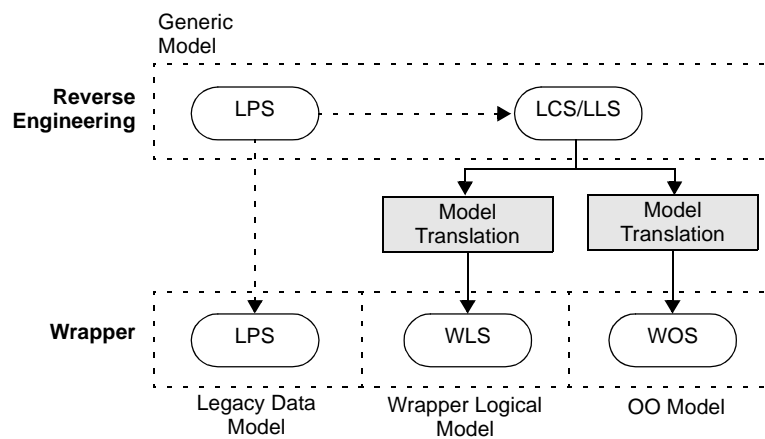 Generic
Model
Reverse
Engineering
LPS
LCS/LLS
Model
Translation
Model
Translation
Wrapper
LPS
WLS
WOS
Legacy Data
Model
Wrapper Logical
Model
OO Model